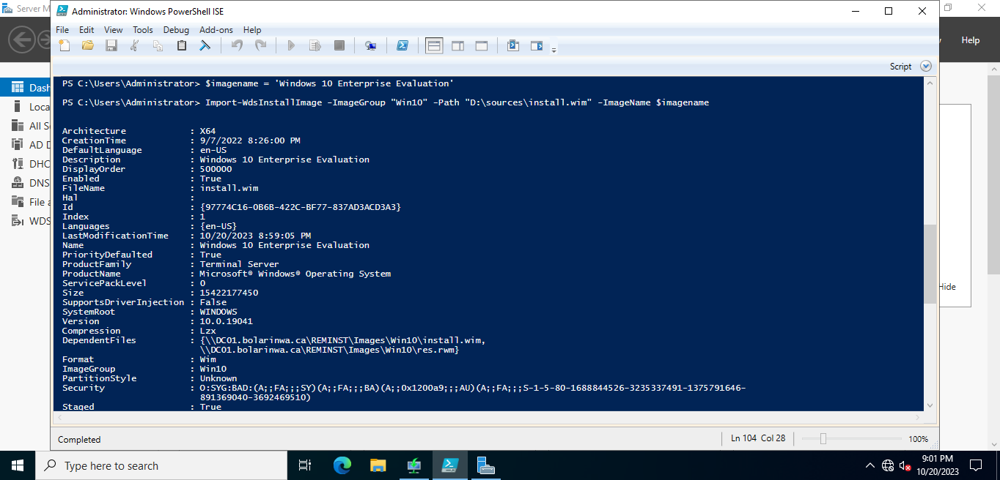 Server M
Administrator: Windows PowerShell ISE
File Edit View Tools Debug Add-ons Help
Help
Script
Dash
Loca
All S
AD D
DHC
DNS
File a
WDS
PS C:\Users\Administrator> $imagename = 'Windows 10 Enterprise Evaluation'
PS C:\Users\Administrator> Import-WdsInstallImage -ImageGroup "Win10" -Path "D:\sources\install.wim" -ImageName $imagename
Architecture : X64
CreationTime : 9/7/2022 8:26:00 PM
DefaultLanguage : en-US
Description : Windows 10 Enterprise Evaluation
DisplayOrder : 500000
Enabled : True
FileName : install.wim
Hal :
Id : {97774C16-0B6B-422C-BF77-837AD3ACD3A3}
Index : 1
Languages : {en-US}
LastModificationTime : 10/20/2023 8:59:05 PM
Name : Windows 10 Enterprise Evaluation
PriorityDefaulted : True
ProductFamily : Terminal Server
ProductName : Microsoft® Windows® Operating System
ServicePackLevel : 0
Size : 15422177450
SupportsDriverInjection : False
SystemRoot : WINDOWS
Version : 10.0.19041
Compression : Lzx
DependentFiles : {\\DC01.bolarinwa.ca\REMINST\Images\Win10\install.wim,
\\DC01.bolarinwa.ca\REMINST\Images\Win10\res.rwm}
Format : Wim
ImageGroup : Win10
PartitionStyle : Unknown
Security : O:SYG:BAD:(A;;FA;;;SY)(A;;FA;;;BA)(A;;0x1200a9;;;AU)(A;;FA;;;S-1-5-80-1688844526-3235337491-1375791646-
891369040-3692469510)
Staged : True
Hide
Completed
Ln 104 Col 28
100%
Type here to search
9:01 PM
10/20/2023